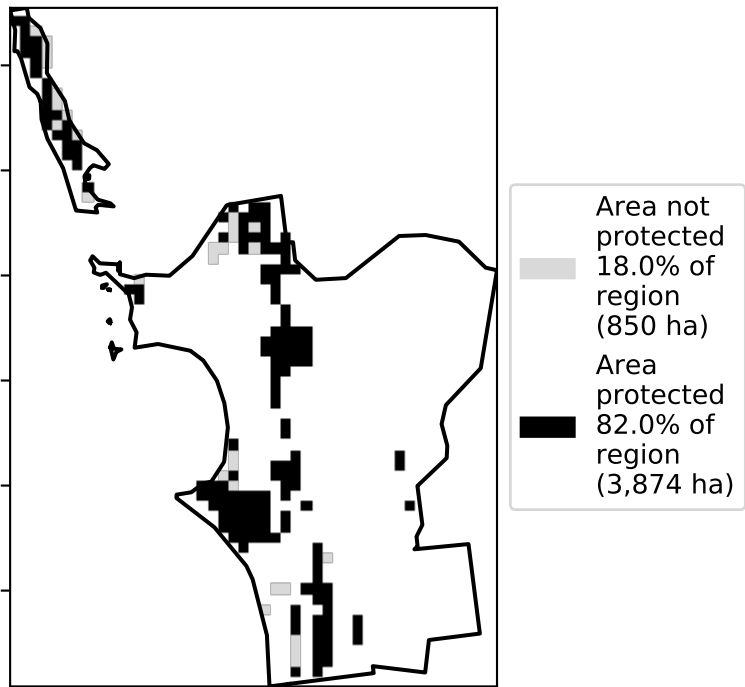 Area not
protected
18.0% of
region
(850 ha)
Area
protected
82.0% of
region
(3,874 ha)